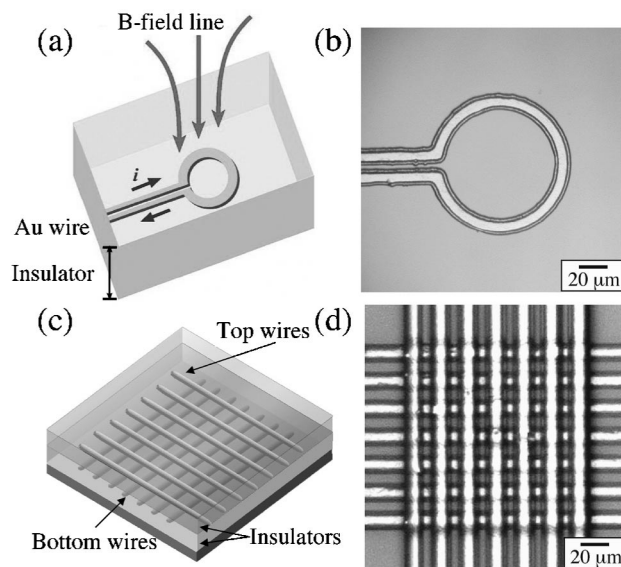 (a)
B-field line
i
Au wire
Insulator
(b)
20 μm
(c)
Top wires
Bottom wires
Insulators
(d)
20 μm